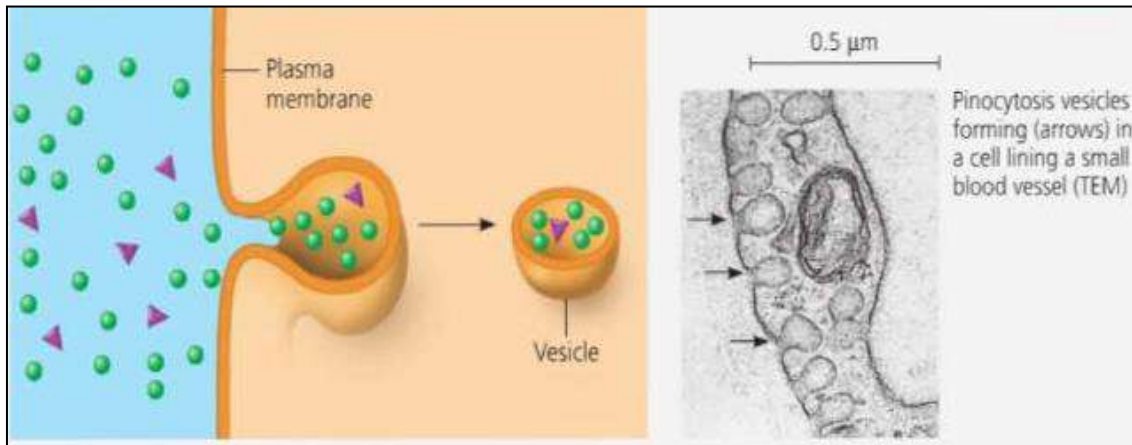 Plasma
membrane
Vesicle
0.5 µm
Pinocytosis vesicles
forming (arrows) in
a cell lining a small
blood vessel (TEM)